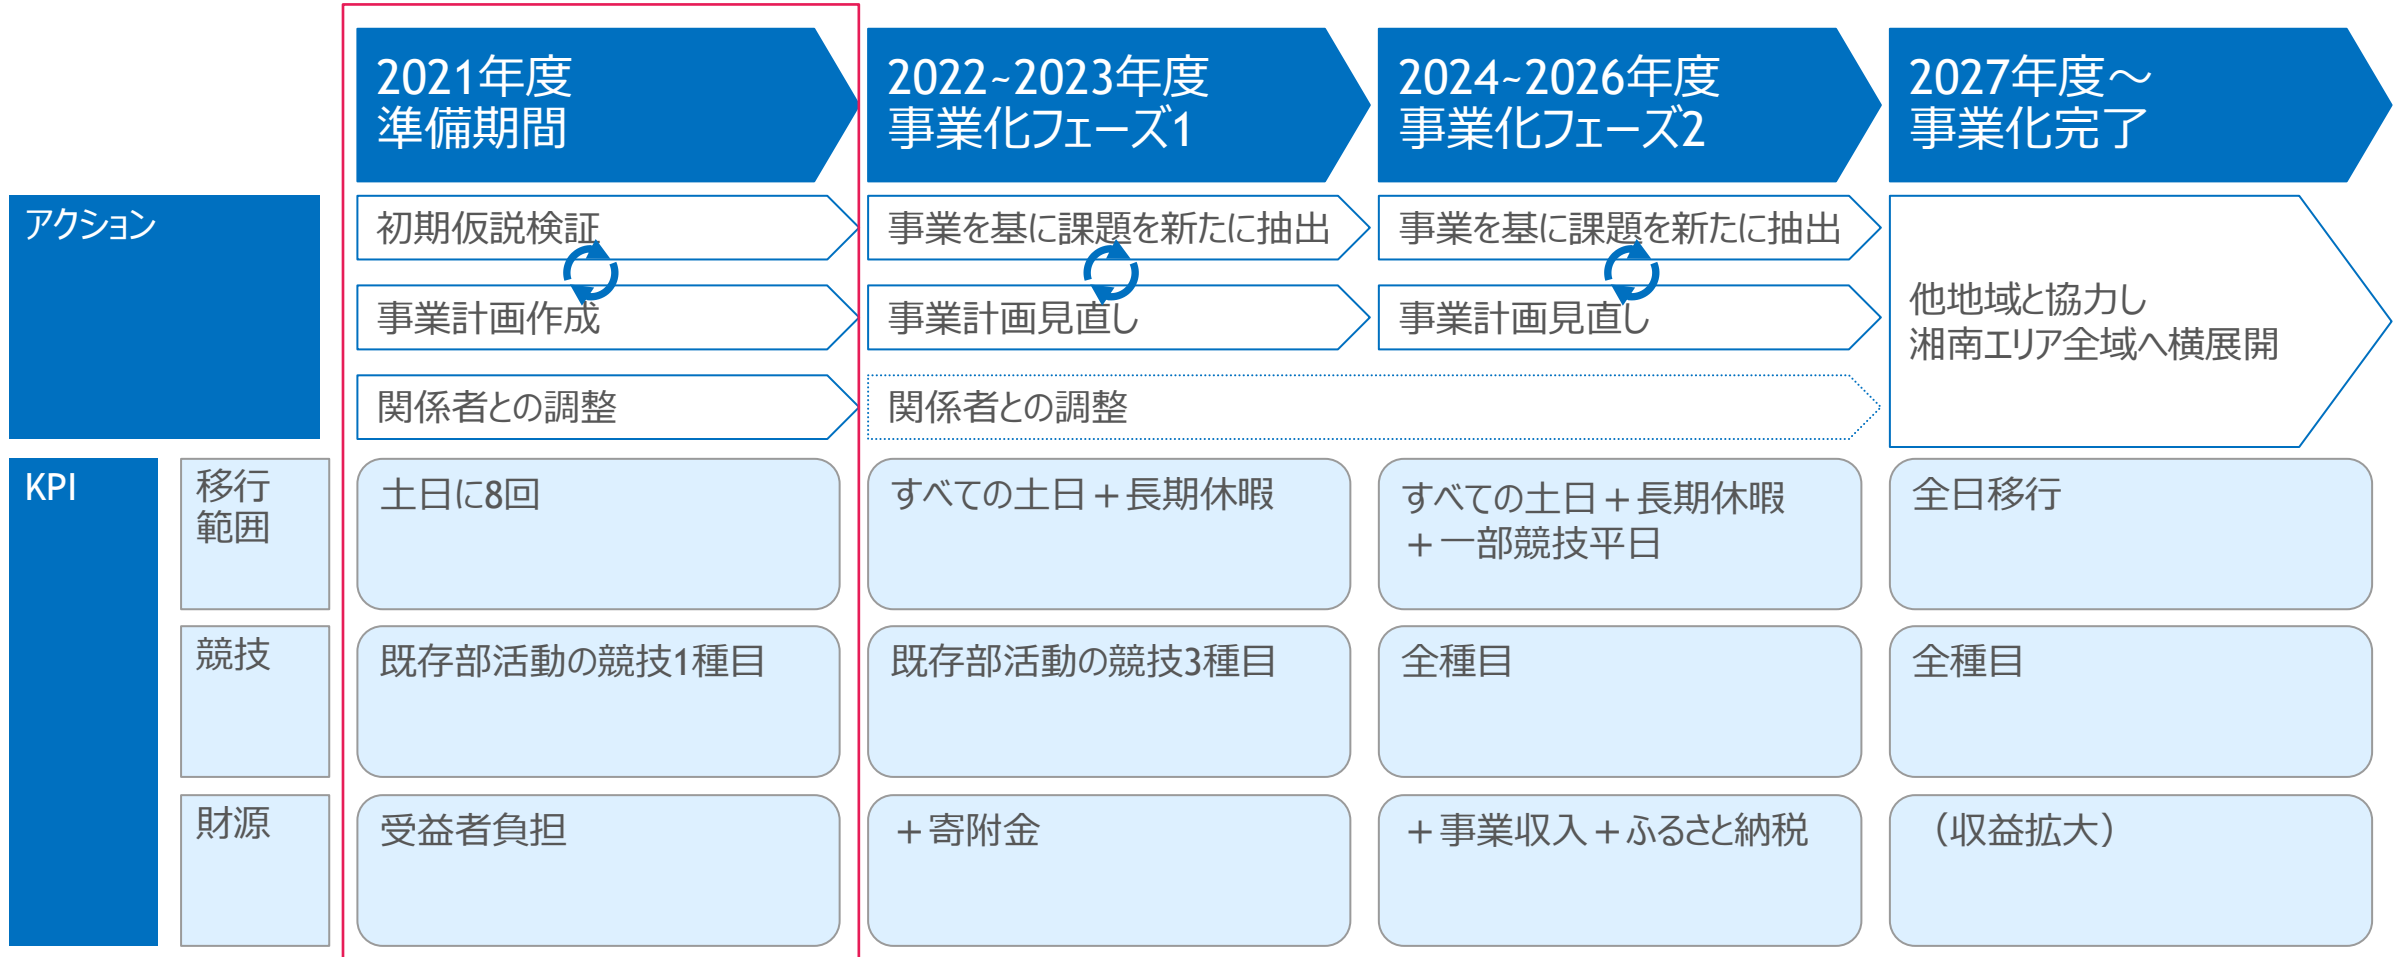 2021年度
準備期間
2022~2023年度
事業化フェーズ1
2024~2026年度
事業化フェーズ2
2027年度～
事業化完了
アクション
初期仮説検証
事業を基に課題を新たに抽出
事業を基に課題を新たに抽出
事業計画作成
事業計画見直し
事業計画見直し
他地域と協力し
湘南エリア全域へ横展開
関係者との調整
関係者との調整
KPI
移行
範囲
土日に8回
すべての土日＋長期休暇
すべての土日＋長期休暇
＋一部競技平日
全日移行
競技
既存部活動の競技1種目
既存部活動の競技3種目
全種目
全種目
財源
受益者負担
＋寄附金
＋事業収入＋ふるさと納税
（収益拡大）